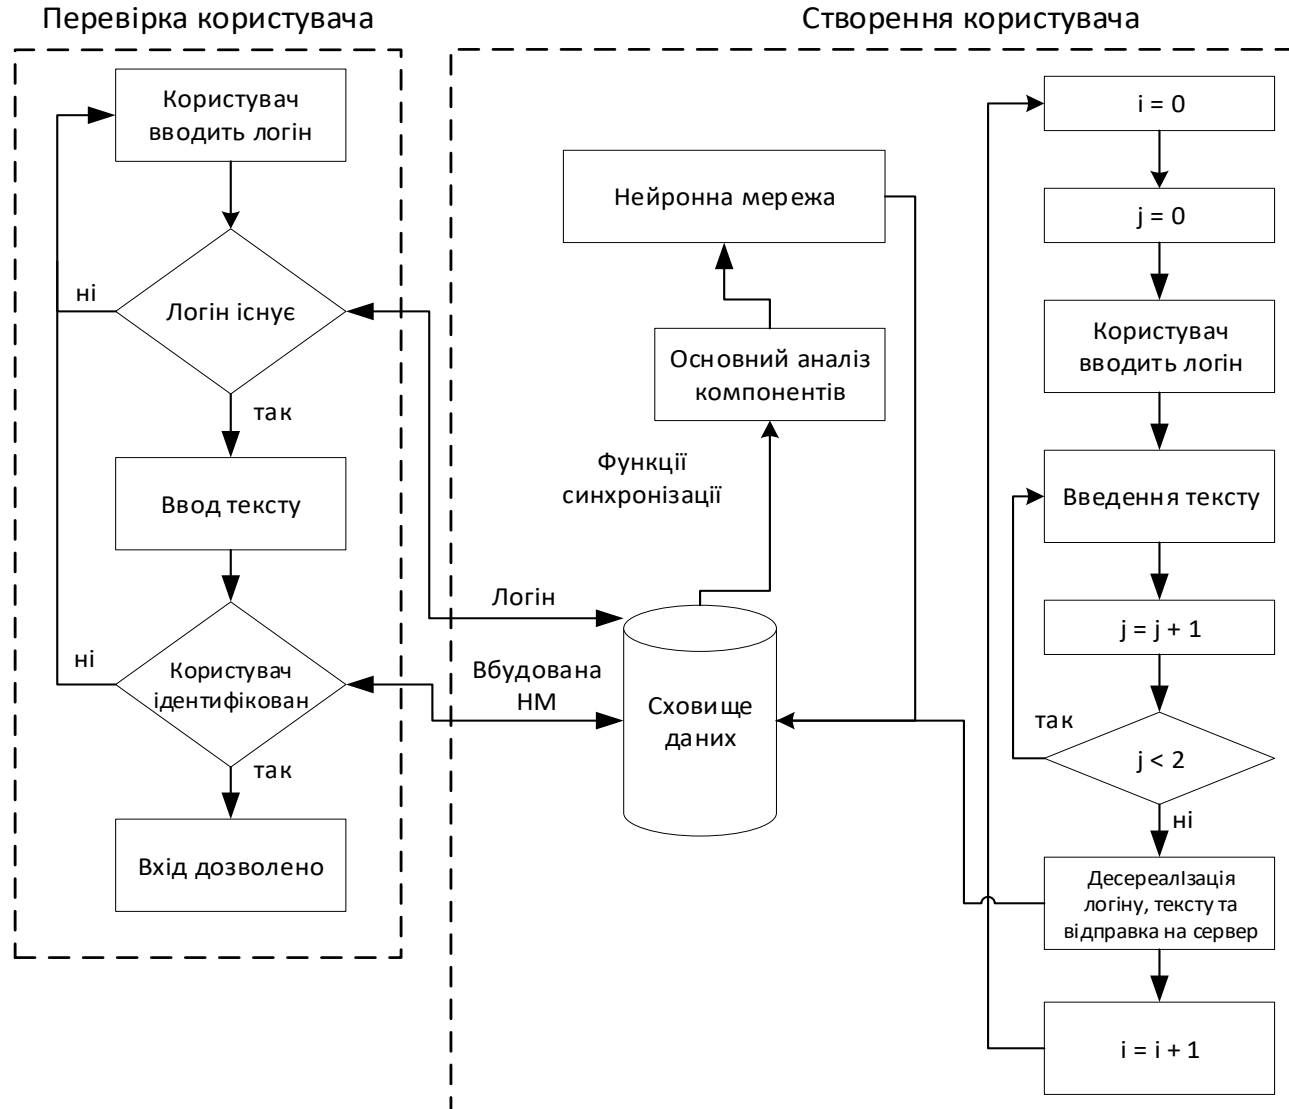 Перевірка користувача
Користувач
вводить логін
Логін існує
ні
так
Ввод тексту
Користувач
ідентифікован
ні
так
Вхід дозволено
Створення користувача
Нейронна мережа
Основний аналіз
компонентів
Функції
синхронізації
Логін
Вбудована
НМ
Сховище
даних
i = 0
j = 0
Користувач
вводить логін
Введення тексту
j = j + 1
так
j < 2
ні
ДесереалІзація
логіну, тексту та
відправка на сервер
i = i + 1